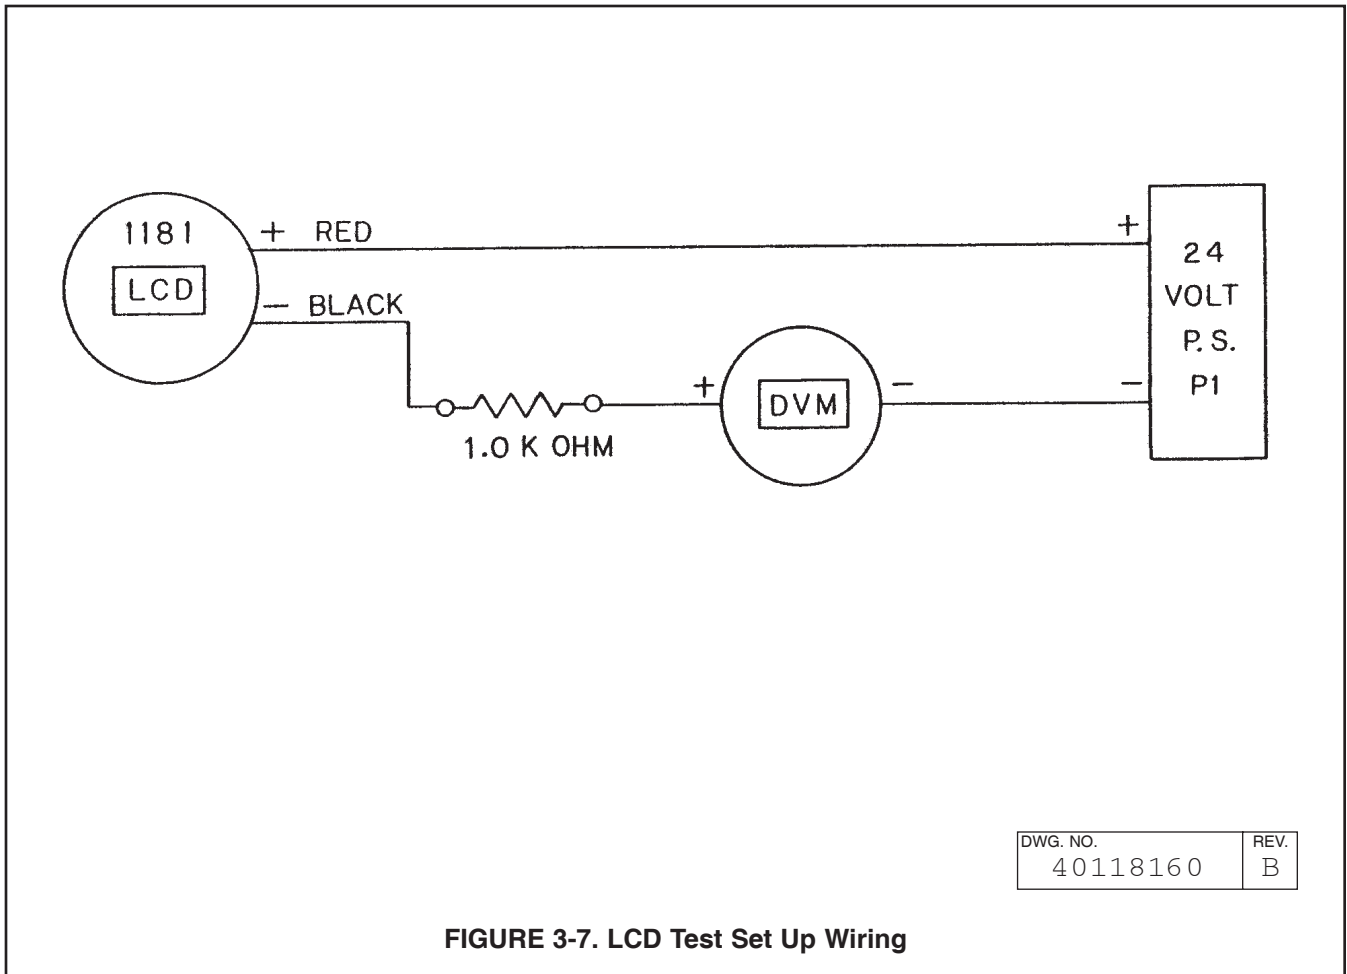 1181
LCD
+ RED
- BLACK
1.0 K OHM
+
DVM
-
+
-
24
VOLT
P.S.
P1
DWG. NO.
40118160
REV.
B
FIGURE 3-7. LCD Test Set Up Wiring